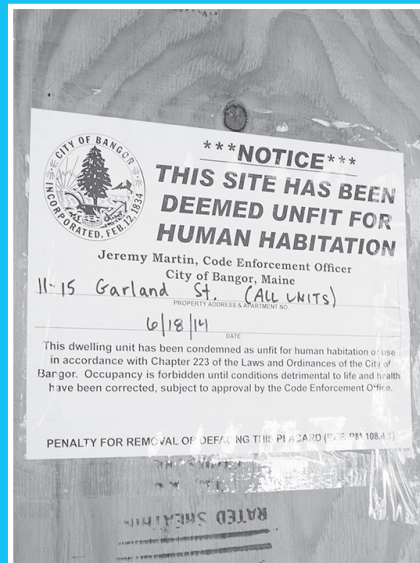 CITY OF BANGOR
INCORPORATED, FEB. 12, 1834
***NOTICE***
THIS SITE HAS BEEN
DEEMED UNFIT FOR
HUMAN HABITATION
Jeremy Martin, Code Enforcement Officer
City of Bangor, Maine
11-15 Garland St. (ALL UNITS)
PROPERTY ADDRESS & APARTMENT NO.
6/18/14
DATE
This dwelling unit has been condemned as unfit for human habitation or use
in accordance with Chapter 223 of the Laws and Ordinances of the City of
Bangor. Occupancy is forbidden until conditions detrimental to life and health
have been corrected, subject to approval by the Code Enforcement Office.
PENALTY FOR REMOVAL OR DEFACING THIS PLACARD PM 108.4.1)
RATED SHEATHING